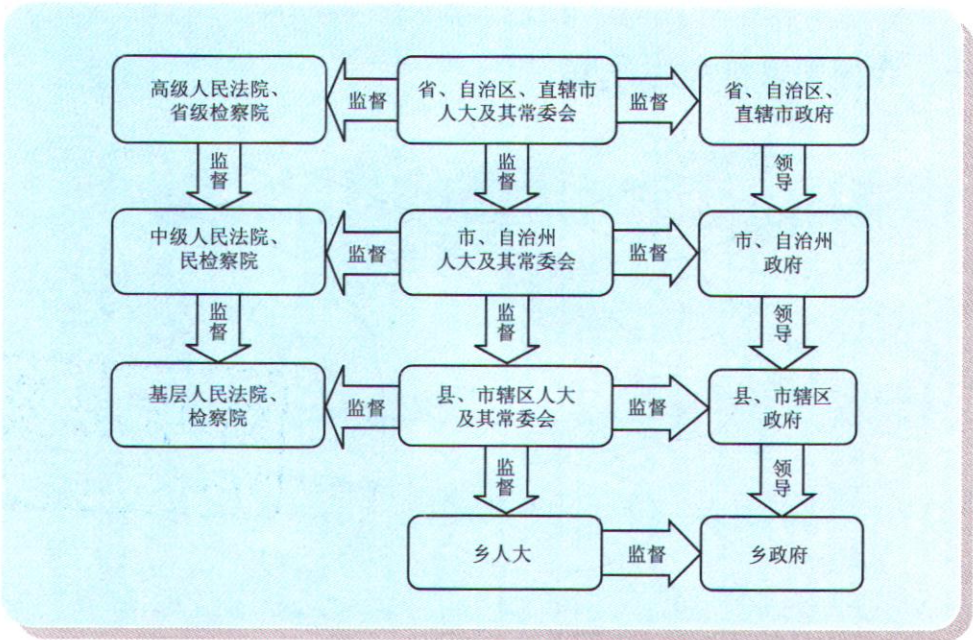 高级人民法院、
省级检察院
监督
省、自治区、直辖市
人大及其常委会
监督
省、自治区、
直辖市政府
监督
监督
领导
中级人民法院、
民检察院
监督
市、自治州
人大及其常委会
监督
市、自治州
政府
监督
监督
领导
基层人民法院、
检察院
监督
县、市辖区人大
及其常委会
监督
县、市辖区
政府
监督
领导
乡人大
监督
乡政府